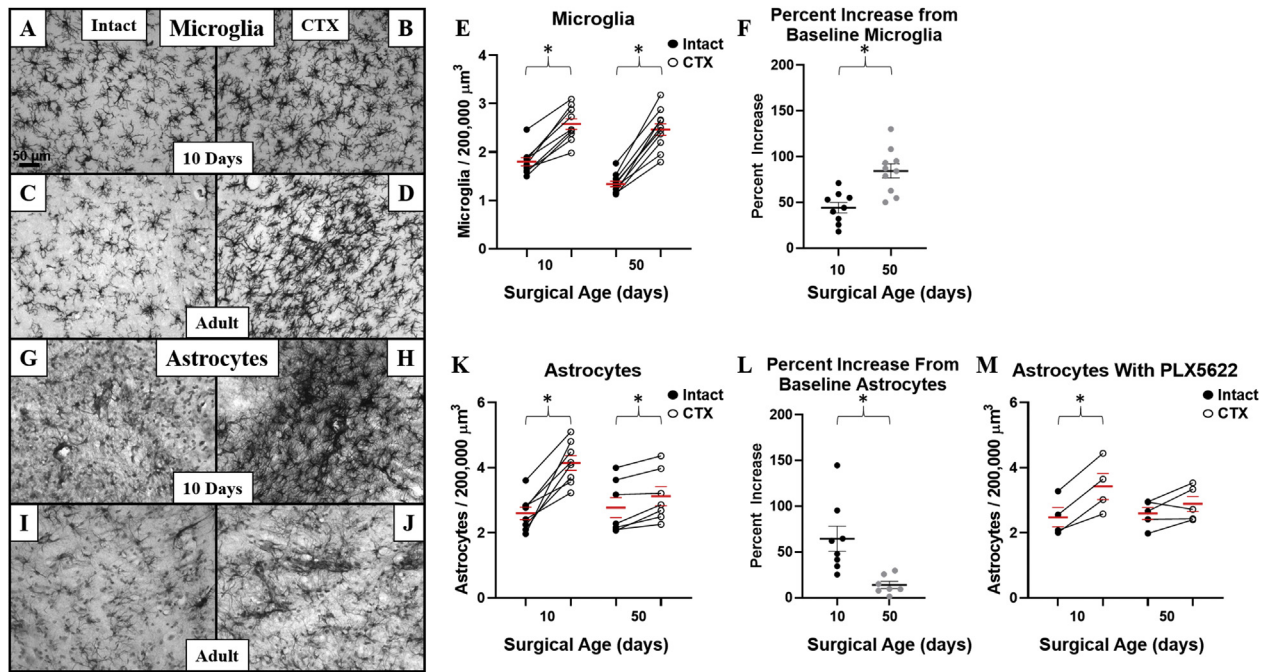 A
Intact
Microglia
CTX
B
50 µm
10 Days
C
D
Adult
G
Astrocytes
H
10 Days
I
J
Adult
E
Microglia
Intact
CTX
*
*
Microglia / 200,000 µm³
4
3
2
1
0
10
50
Surgical Age (days)
F
Percent Increase from
Baseline Microglia
*
Percent Increase
200
150
100
50
0
10
50
Surgical Age (days)
K
Astrocytes
Intact
CTX
*
*
Astrocytes / 200,000 µm³
6
4
2
0
10
50
Surgical Age (days)
L
Percent Increase From
Baseline Astrocytes
*
Percent Increase
200
150
100
50
0
10
50
Surgical Age (days)
M
Astrocytes With PLX5622
Intact
CTX
*
Astrocytes / 200,000 µm³
6
4
2
0
10
50
Surgical Age (days)